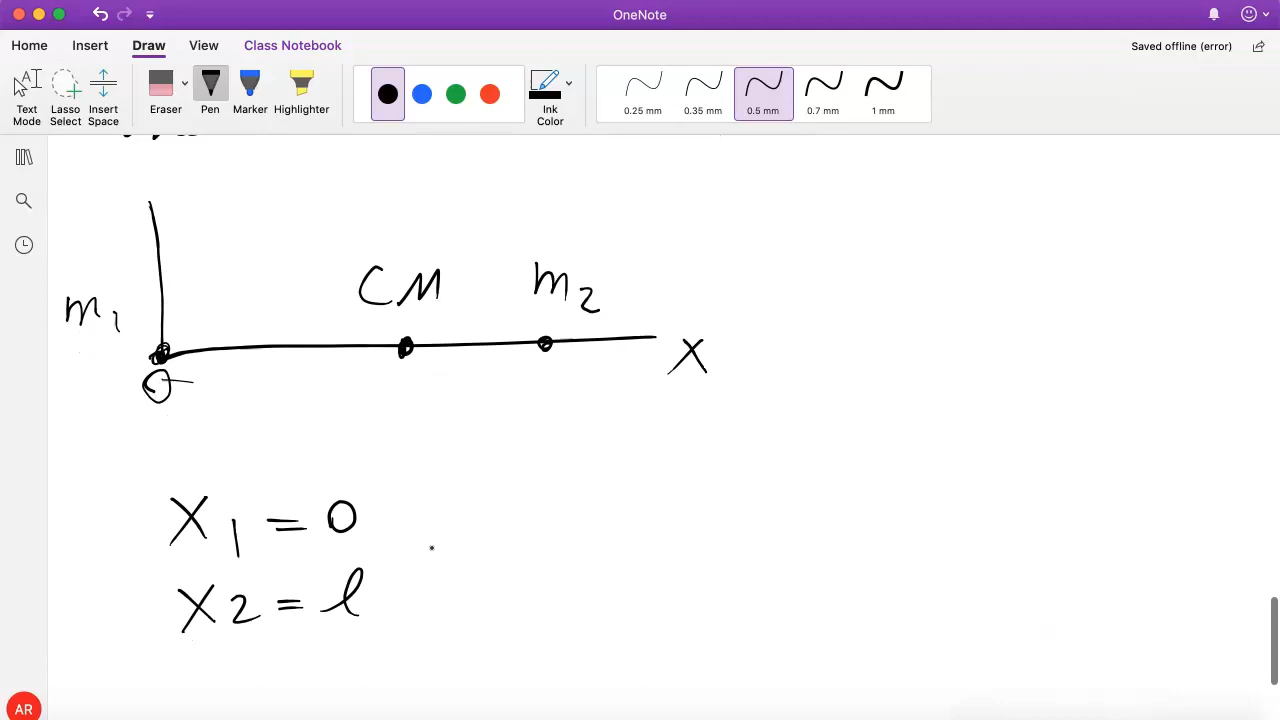 OneNote
Home Insert Draw View Class Notebook
Saved offline (error)
Text Mode
Lasso Select
Insert Space
Eraser
Pen
Marker
Highlighter
Ink Color
0.25 mm
0.35 mm
0.5 mm
0.7 mm
1 mm
CM
m2
m1
X
O
X1 = 0
X2 = l
AR